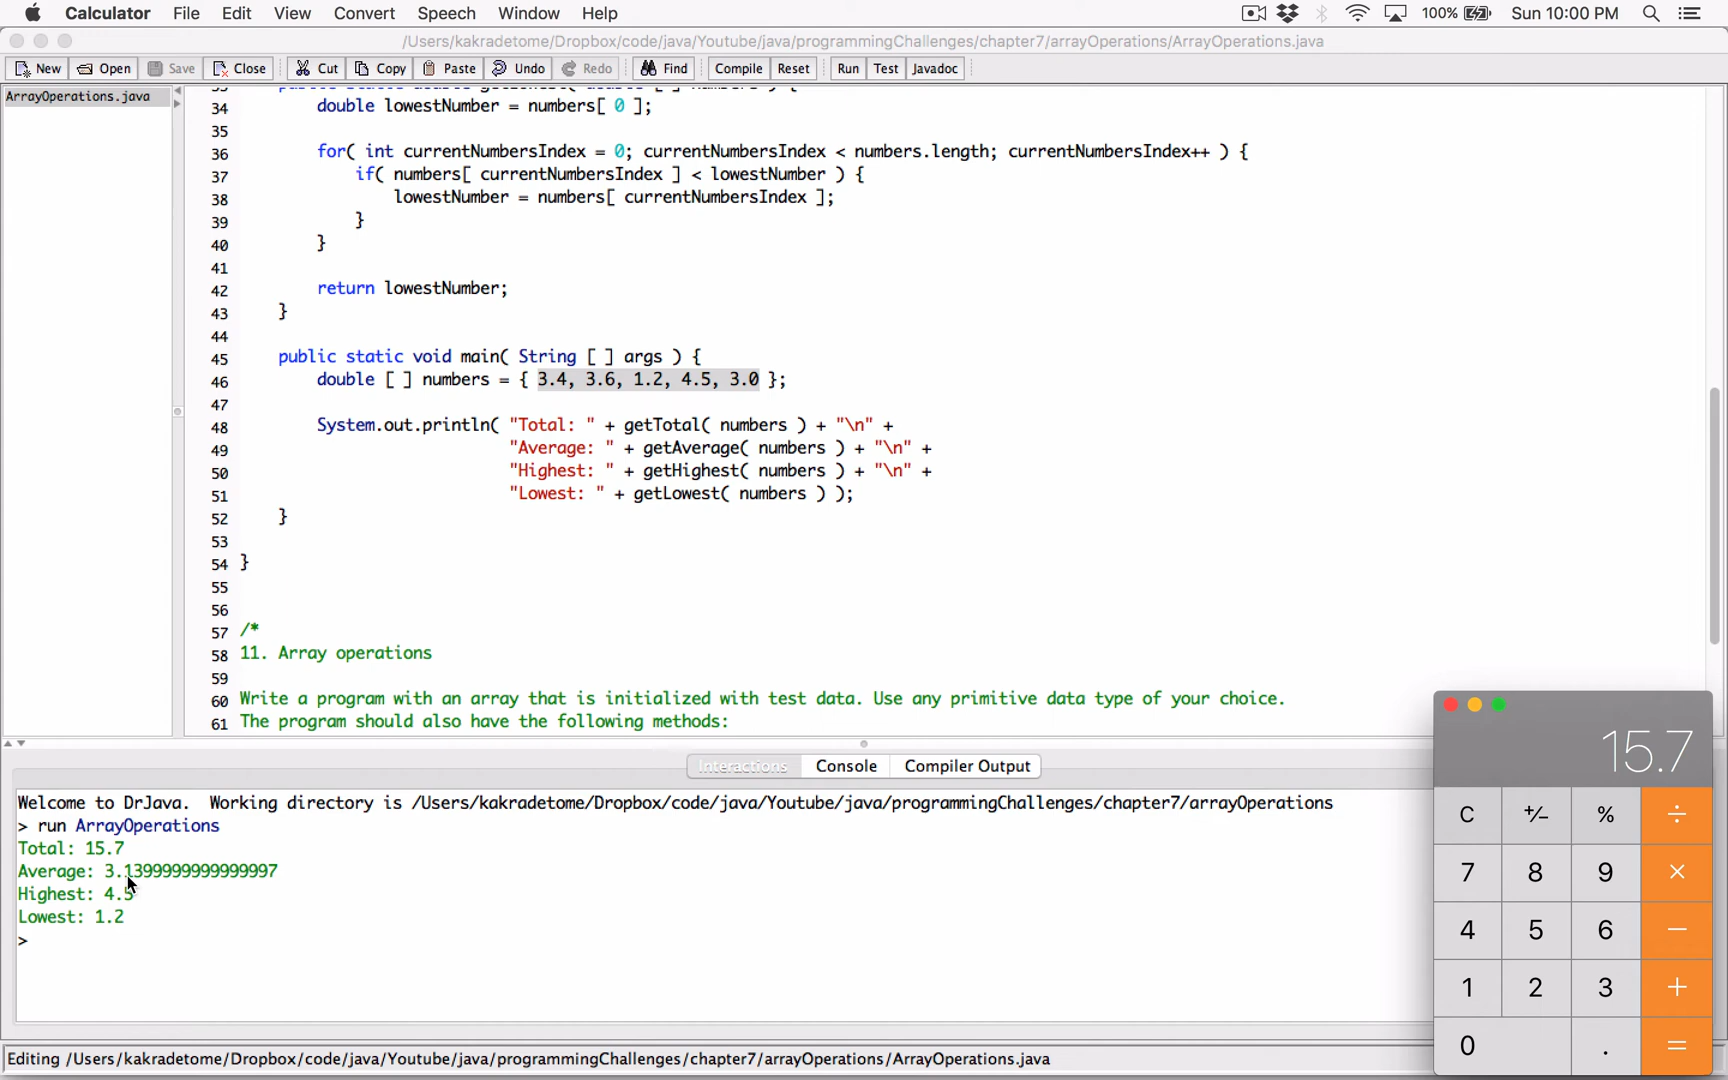 Calculator File Edit View Convert Speech Window Help 100% Sun 10:00 PM
/Users/kakradetome/Dropbox/code/java/Youtube/java/programmingChallenges/chapter7/arrayOperations/ArrayOperations.java
New Open Save Close Cut Copy Paste Undo Redo Find Compile Reset Run Test Javadoc
ArrayOperations.java
34 double lowestNumber = numbers[ 0 ];
35
36 for( int currentNumbersIndex = 0; currentNumbersIndex < numbers.length; currentNumbersIndex++ ) {
37 if( numbers[ currentNumbersIndex ] < lowestNumber ) {
38 lowestNumber = numbers[ currentNumbersIndex ];
39 }
40 }
41
42 return lowestNumber;
43 }
44
45 public static void main( String [ ] args ) {
46 double [ ] numbers = { 3.4, 3.6, 1.2, 4.5, 3.0 };
47
48 System.out.println( "Total: " + getTotal( numbers ) + "\n" +
49 "Average: " + getAverage( numbers ) + "\n" +
50 "Highest: " + getHighest( numbers ) + "\n" +
51 "Lowest: " + getLowest( numbers ) );
52 }
53
54 }
55
56
57 /*
58 11. Array operations
59
60 Write a program with an array that is initialized with test data. Use any primitive data type of your choice.
61 The program should also have the following methods:
Interactions Console Compiler Output
Welcome to DrJava. Working directory is /Users/kakradetome/Dropbox/code/java/Youtube/java/programmingChallenges/chapter7/arrayOperations
> run ArrayOperations
Total: 15.7
Average: 3.1399999999999997
Highest: 4.5
Lowest: 1.2
>
15.7
C +/- % ÷
7 8 9 ×
4 5 6 −
1 2 3 +
0 . =
Editing /Users/kakradetome/Dropbox/code/java/Youtube/java/programmingChallenges/chapter7/arrayOperations/ArrayOperations.java